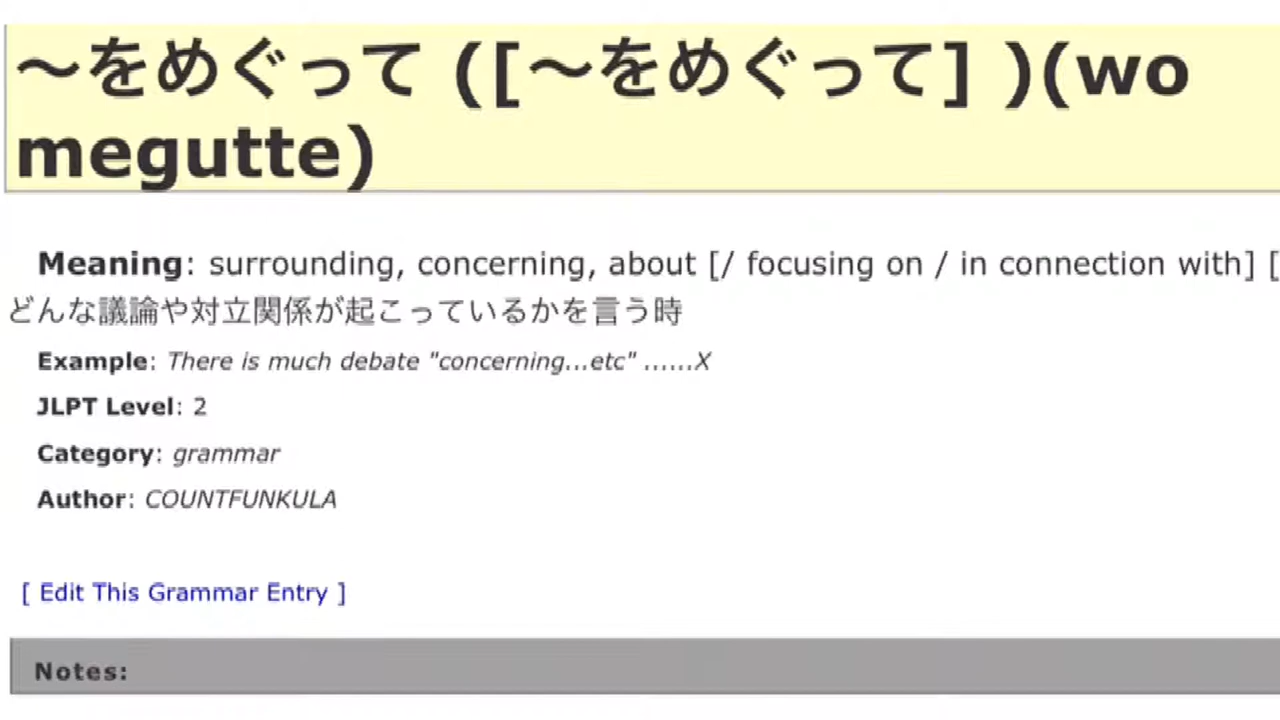 ～をめぐって ([～をめぐって] )(wo
megutte)
Meaning: surrounding, concerning, about [/ focusing on / in connection with] [
どんな議論や対立関係が起こっているかを言う時
Example: There is much debate "concerning...etc" ......X
JLPT Level: 2
Category: grammar
Author: COUNTFUNKULA
[ Edit This Grammar Entry ]
Notes: